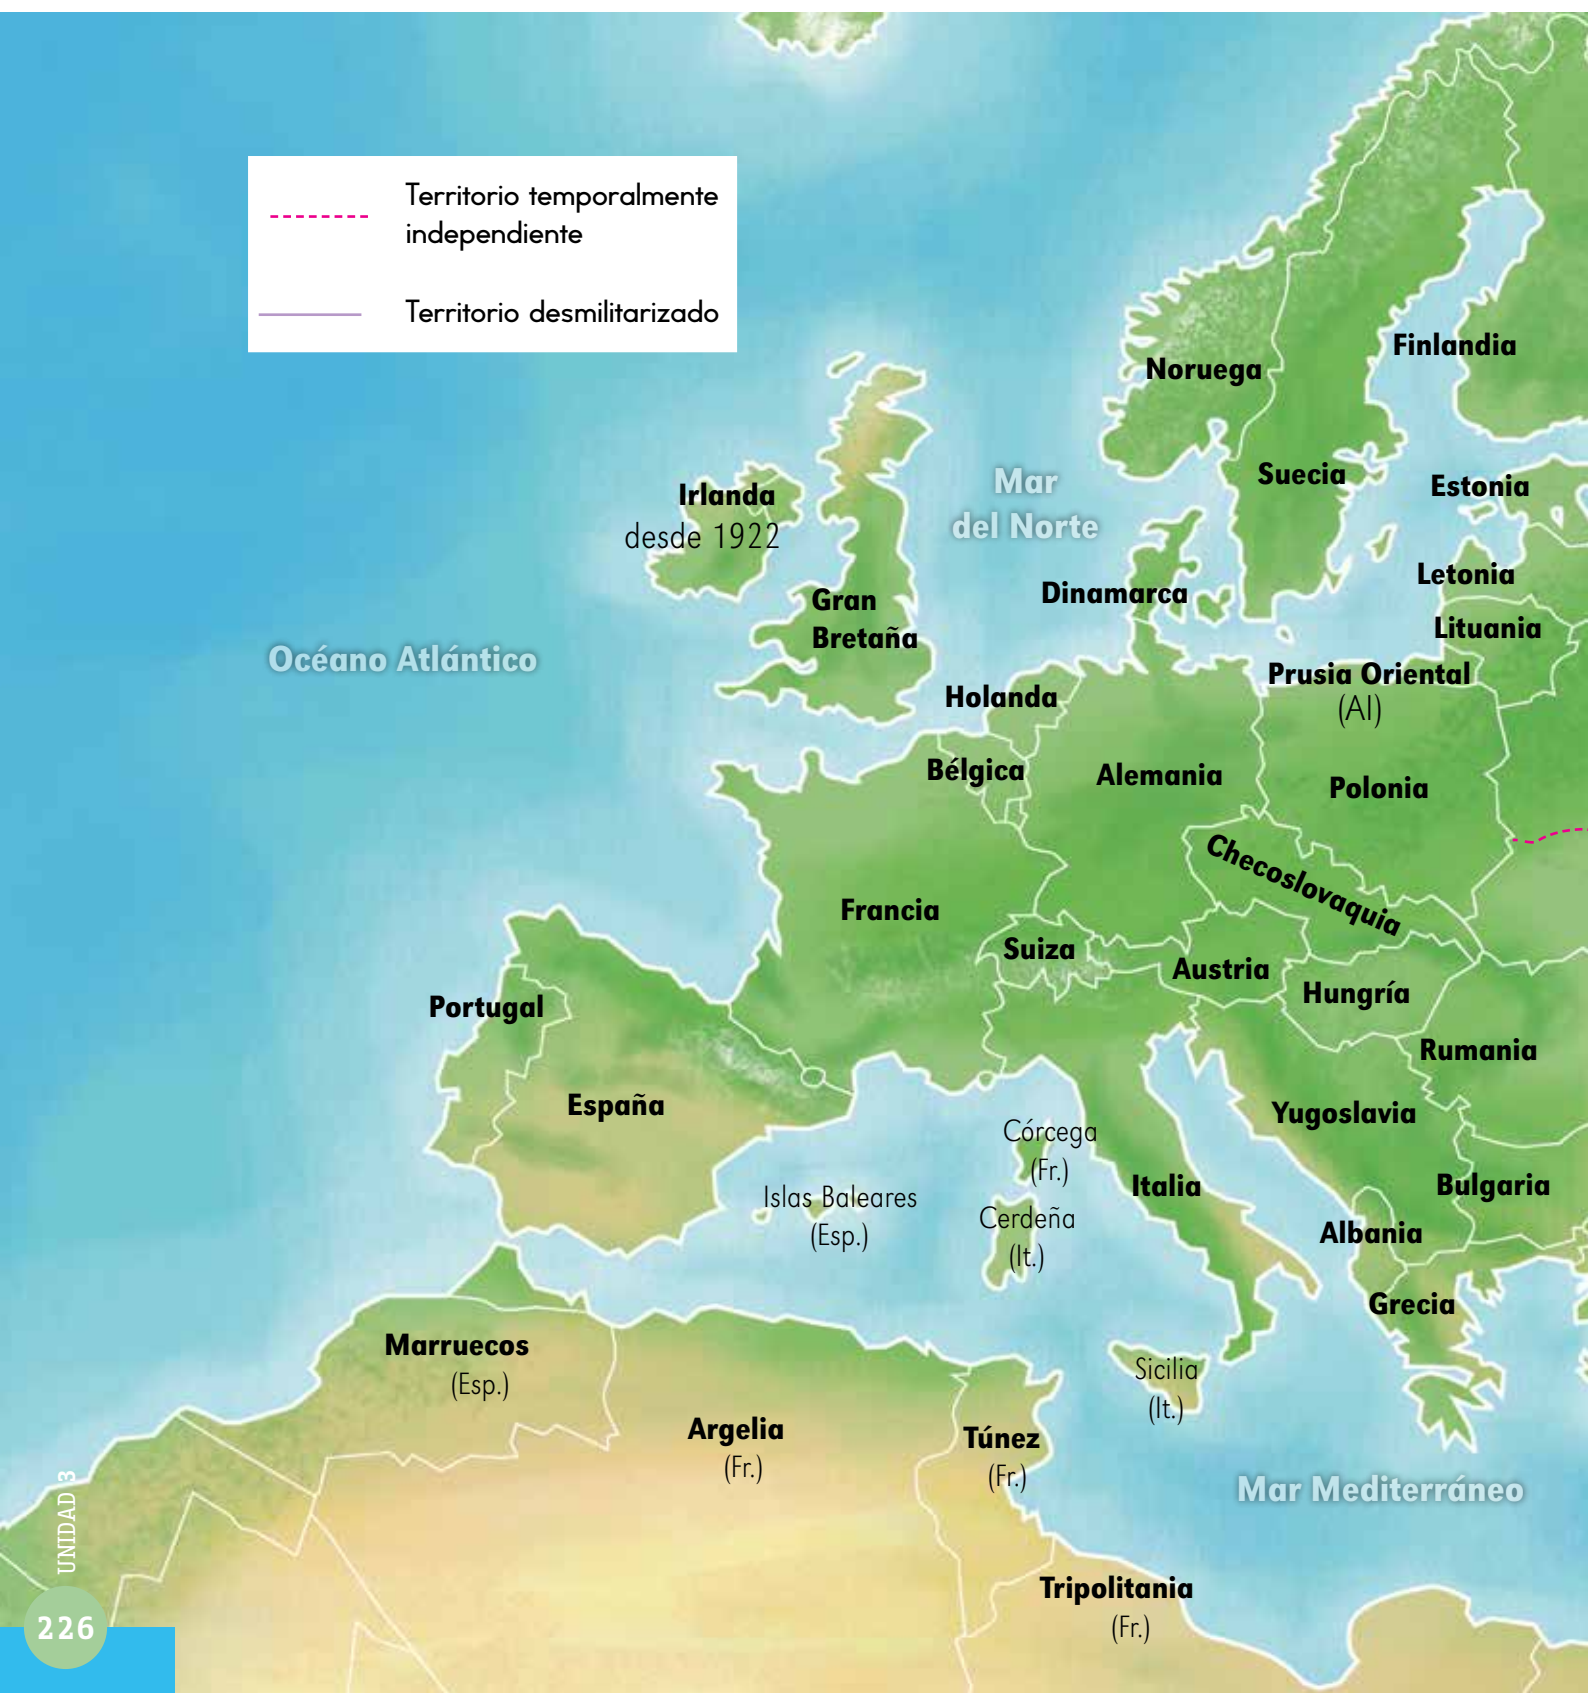 Territorio temporalmente
independiente
Territorio desmilitarizado
Noruega
Finlandia
Suecia
Estonia
Mar
del Norte
Irlanda
desde 1922
Letonia
Dinamarca
Gran
Bretaña
Lituania
Océano Atlántico
Prusia Oriental
(Al)
Holanda
Bélgica
Alemania
Polonia
Checoslovaquia
Francia
Suiza
Austria
Hungría
Portugal
Rumania
España
Yugoslavia
Córcega
(Fr.)
Italia
Bulgaria
Islas Baleares
(Esp.)
Cerdeña
(It.)
Albania
Grecia
Marruecos
(Esp.)
Sicilia
(It.)
Argelia
(Fr.)
Túnez
(Fr.)
Mar Mediterráneo
Tripolitania
(Fr.)
UNIDAD 3
226